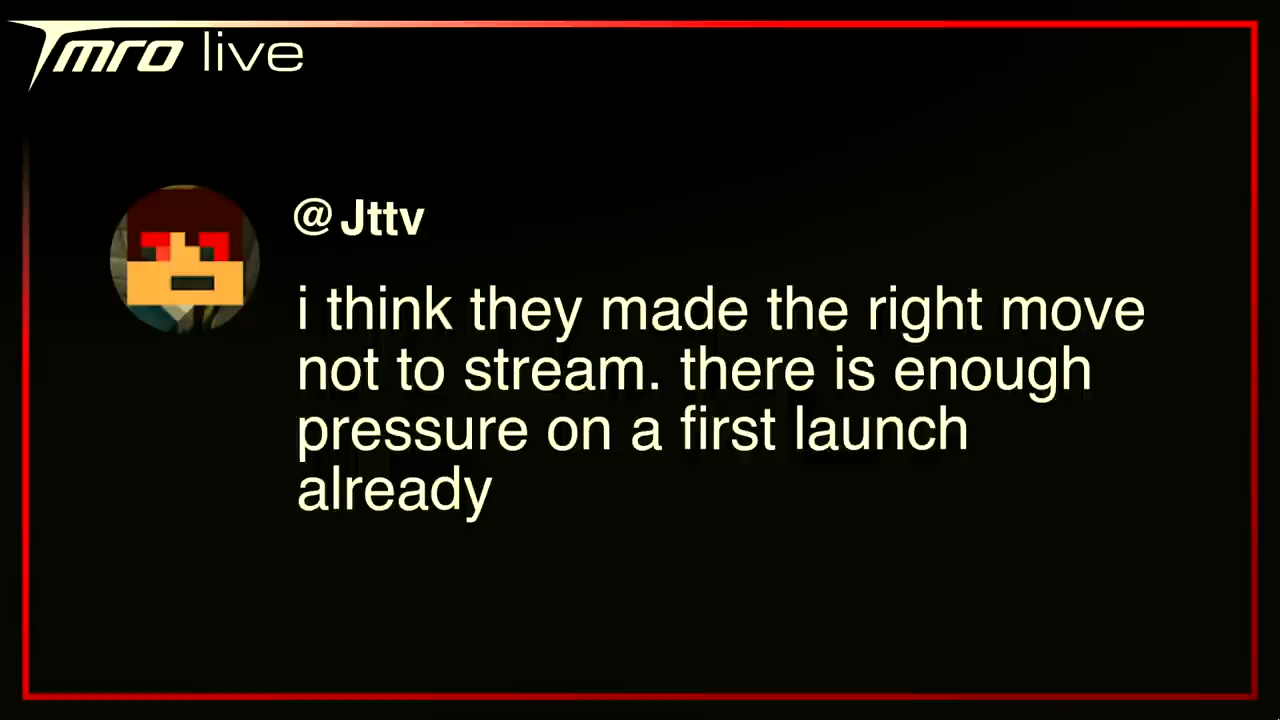 Tmro live
@Jttv
i think they made the right move
not to stream. there is enough
pressure on a first launch
already